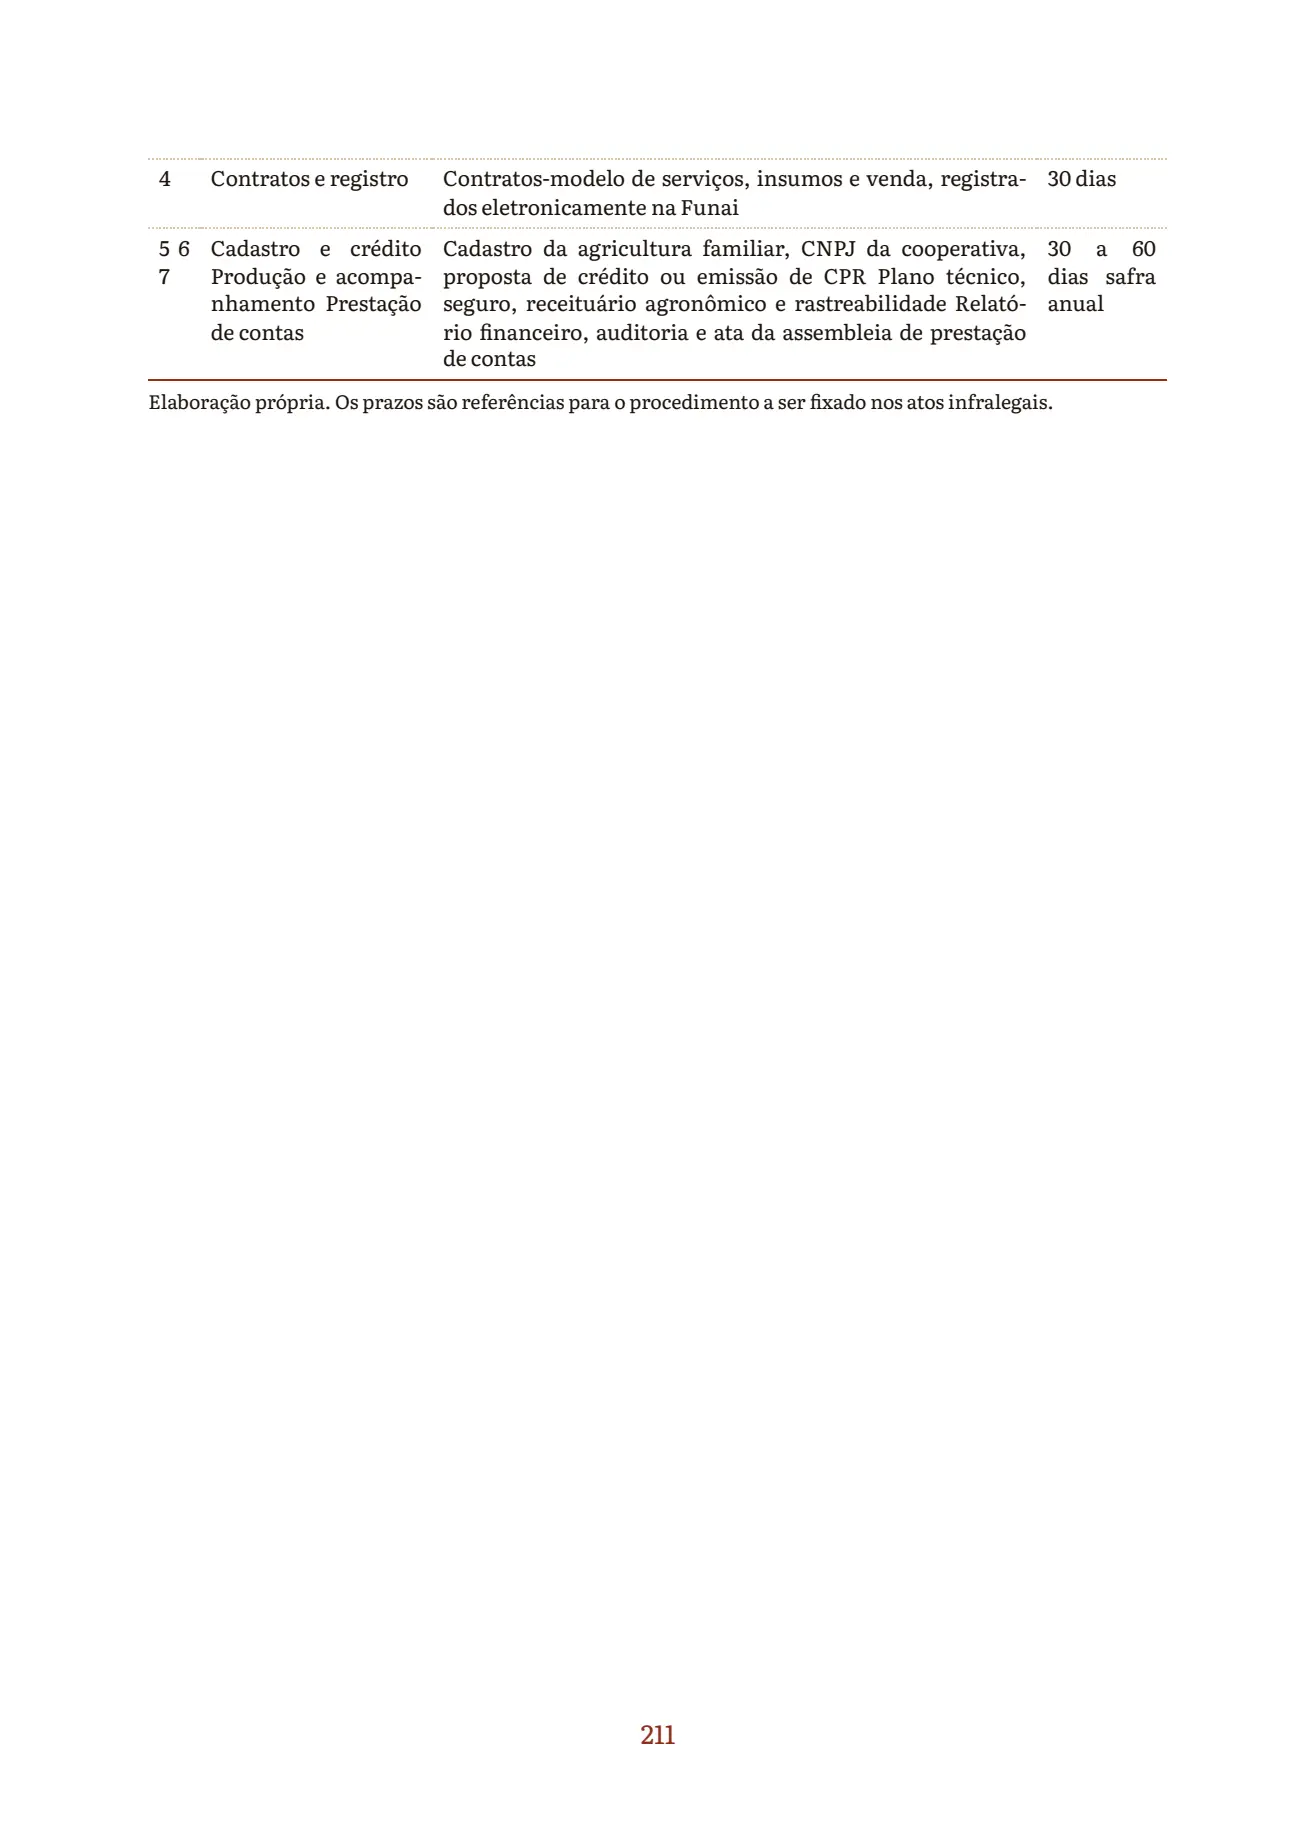 4 Contratos e registro Contratos-modelo de serviços, insumos e venda, registra- 30 dias
dos eletronicamente na Funai
5 6 Cadastro e crédito Cadastro da agricultura familiar, CNPJ da cooperativa, 30 a 60
7 Produção e acompa- proposta de crédito ou emissão de CPR Plano técnico, dias safra
nhamento Prestação seguro, receituário agronômico e rastreabilidade Relató- anual
de contas rio financeiro, auditoria e ata da assembleia de prestação
de contas
Elaboração própria. Os prazos são referências para o procedimento a ser fixado nos atos infralegais.
211